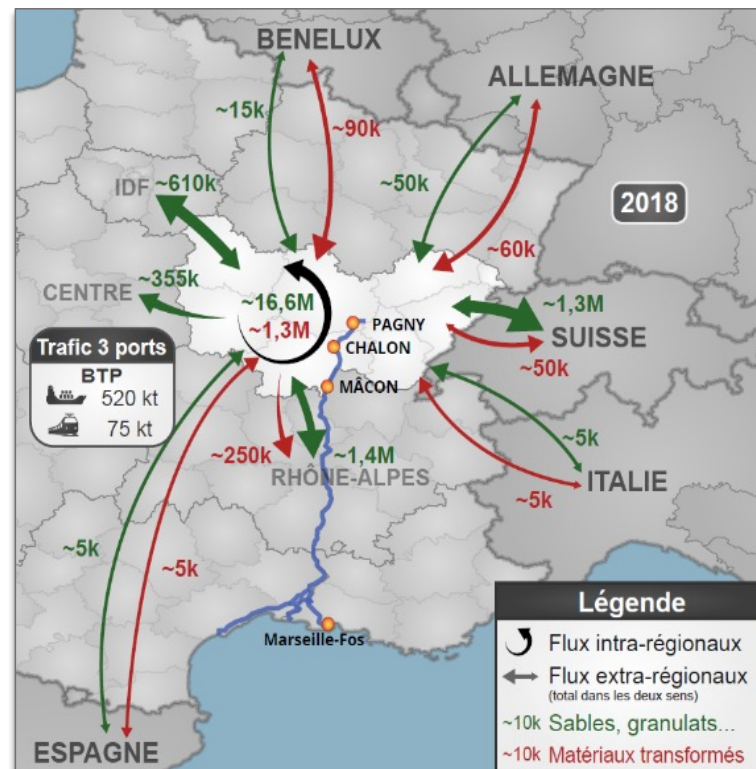 BENELUX
ALLEMAGNE
~15k
~90k
~50k
IDF
~610k
2018
~60k
~355k
CENTRE
~16,6M
~1,3M
~1,3M
PAGNY
SUISSE
CHALON
~50k
Trafic 3 ports
BTP
520 kt
75 kt
MÂCON
~250k
~1,4M
RHÔNE-ALPES
~5k
ITALIE
~5k
~5k
~5k
Marseille-Fos
ESPAGNE
Légende
Flux intra-régionaux
Flux extra-régionaux
(total dans les deux sens)
~10k Sables, granulats...
~10k Matériaux transformés